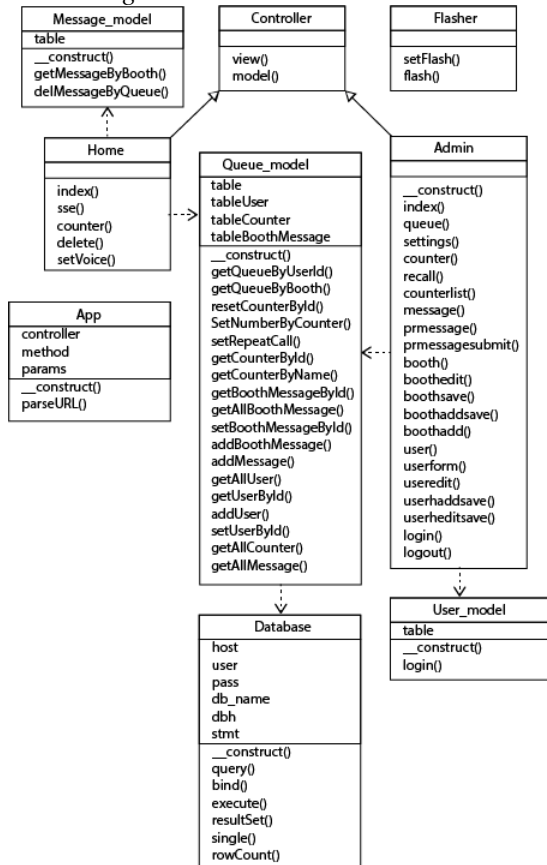 Message_model
table
__construct()
getMessageByBooth()
delMessageByQueue()
Controller
view()
model()
Flasher
setFlash()
flash()
Home
index()
sse()
counter()
delete()
setVoice()
Queue_model
table
tableUser
tableCounter
tableBoothMessage
__construct()
getQueueByUserId()
getQueueByBooth()
resetCounterById()
SetNumberByCounter()
setRepeatCall()
getCounterById()
getCounterByName()
getBoothMessageById()
getAllBoothMessage()
setBoothMessageById()
addBoothMessage()
addMessage()
getAllUser()
getUserById()
addUser()
setUserById()
getAllCounter()
getAllMessage()
Admin
__construct()
index()
queue()
settings()
counter()
recall()
counterlist()
message()
prmessage()
prmessagesubmit()
booth()
boothedit()
boothsave()
boothaddsave()
boothadd()
user()
userform()
useredit()
userhaddsave()
userheditsave()
login()
logout()
App
controller
method
params
__construct()
parseURL()
Database
host
user
pass
db_name
dbh
stmt
__construct()
query()
bind()
execute()
resultSet()
single()
rowCount()
User_model
table
__construct()
login()